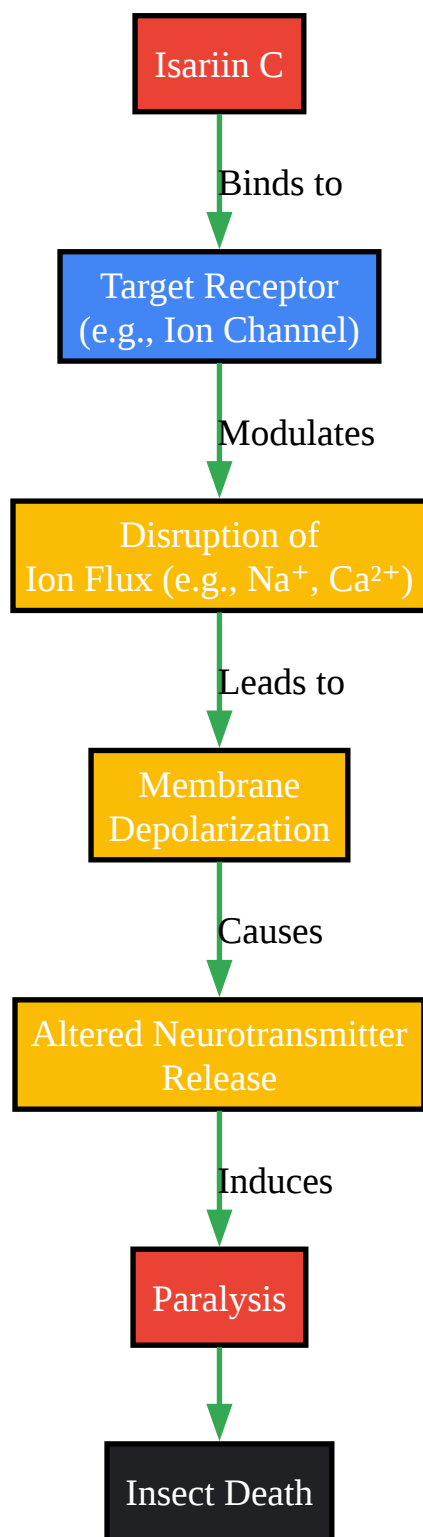 Isariin C
Binds to
Target Receptor
(e.g., Ion Channel)
Modulates
Disruption of
Ion Flux (e.g., Na⁺, Ca²⁺)
Leads to
Membrane
Depolarization
Causes
Altered Neurotransmitter
Release
Induces
Paralysis
Insect Death